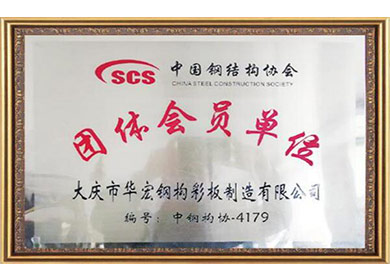 SCS 中国钢结构协会
CHINA STEEL CONSTRUCTION SOCIETY
团体会员单位
大庆市华宏钢构彩板制造有限公司
编号：中钢构协-4179